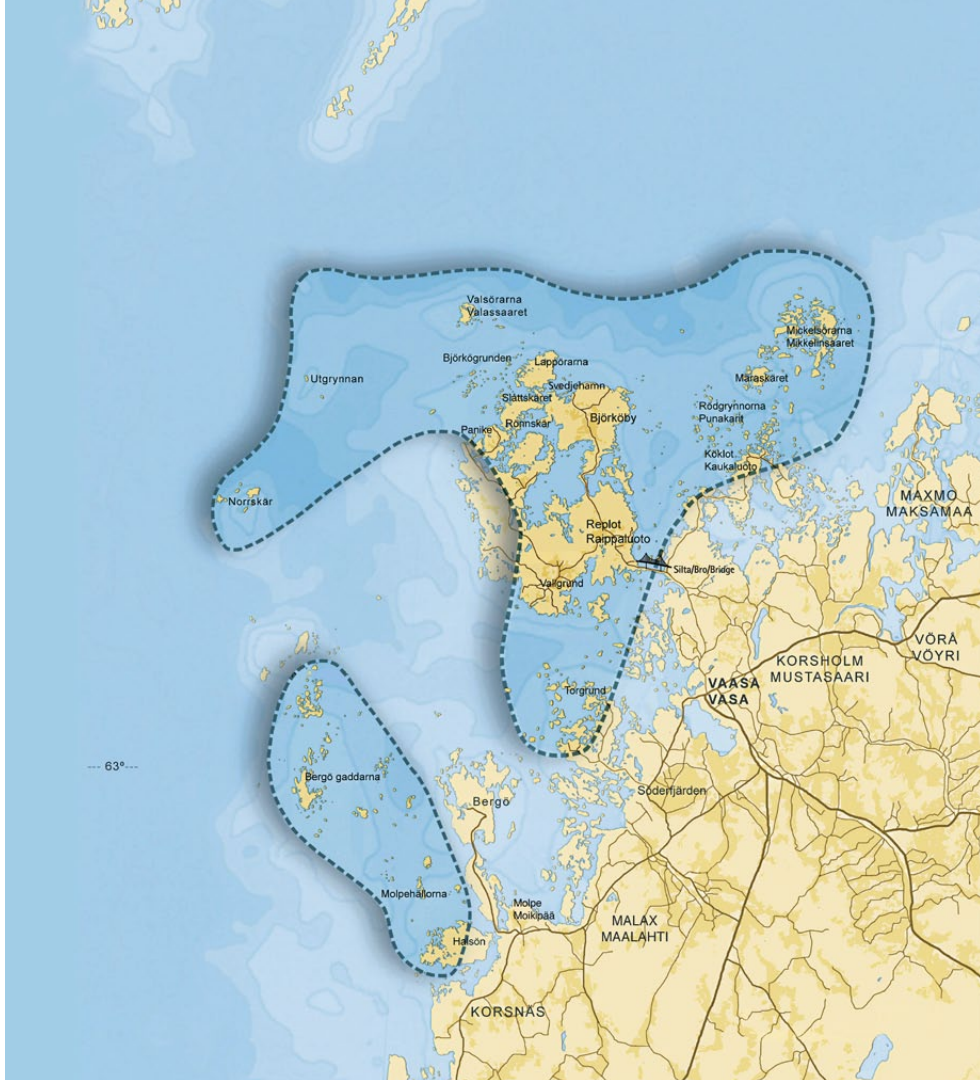 Valsörarna
Valassaaret
Mickelsörarna
Mikkelinsaaret
Björkögrunden
Lappörarna
Utgrynnan
Svedjehamn
Maraskäret
Slåttskäret
Rödgrynnorna
Punakarit
Björköby
Rönnskär
Panike
Köklot
Kaukaluoto
Norrskär
MAXMO
MAKSAMAA
Replot
Raippaluoto
Silta/Bro/Bridge
Vallgrund
VÖRÅ
VÖYRI
KORSHOLM
MUSTASAARI
VAASA
VASA
Torgrund
--- 63°---
Bergö gaddarna
Söderfjärden
Bergö
Molpehällorna
Molpe
Moikipää
MALAX
MAALAHTI
Halsön
KORSNÄS